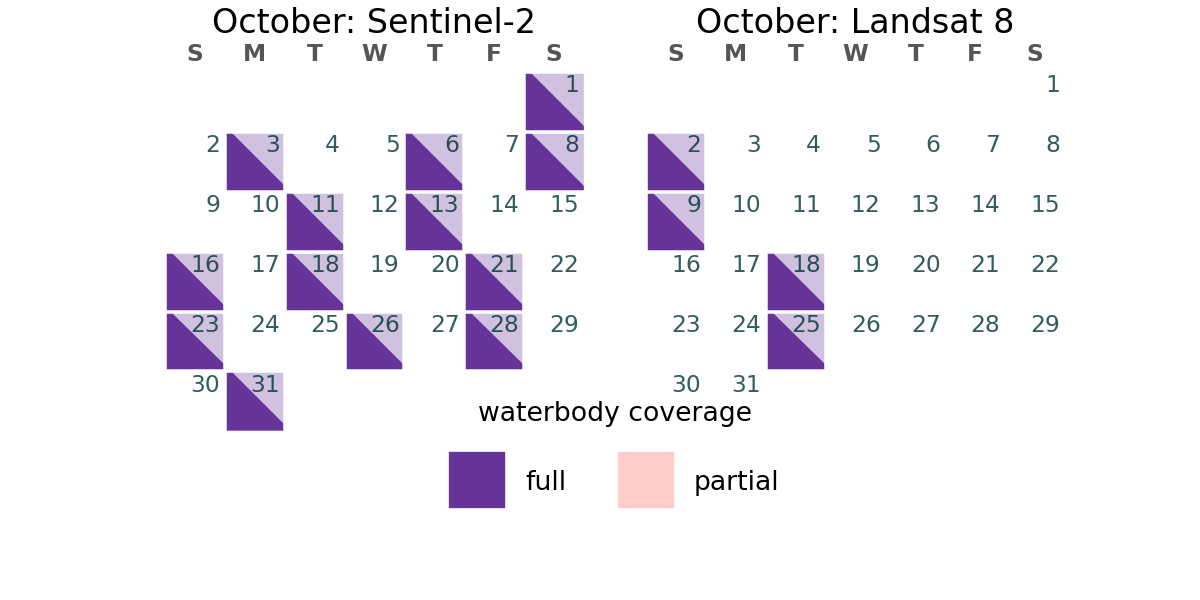 October: Sentinel-2
S M T W T F S
1
2 3 4 5 6 7 8
9 10 11 12 13 14 15
16 17 18 19 20 21 22
23 24 25 26 27 28 29
30 31
October: Landsat 8
S M T W T F S
1
2 3 4 5 6 7 8
9 10 11 12 13 14 15
16 17 18 19 20 21 22
23 24 25 26 27 28 29
30 31
waterbody coverage
full partial